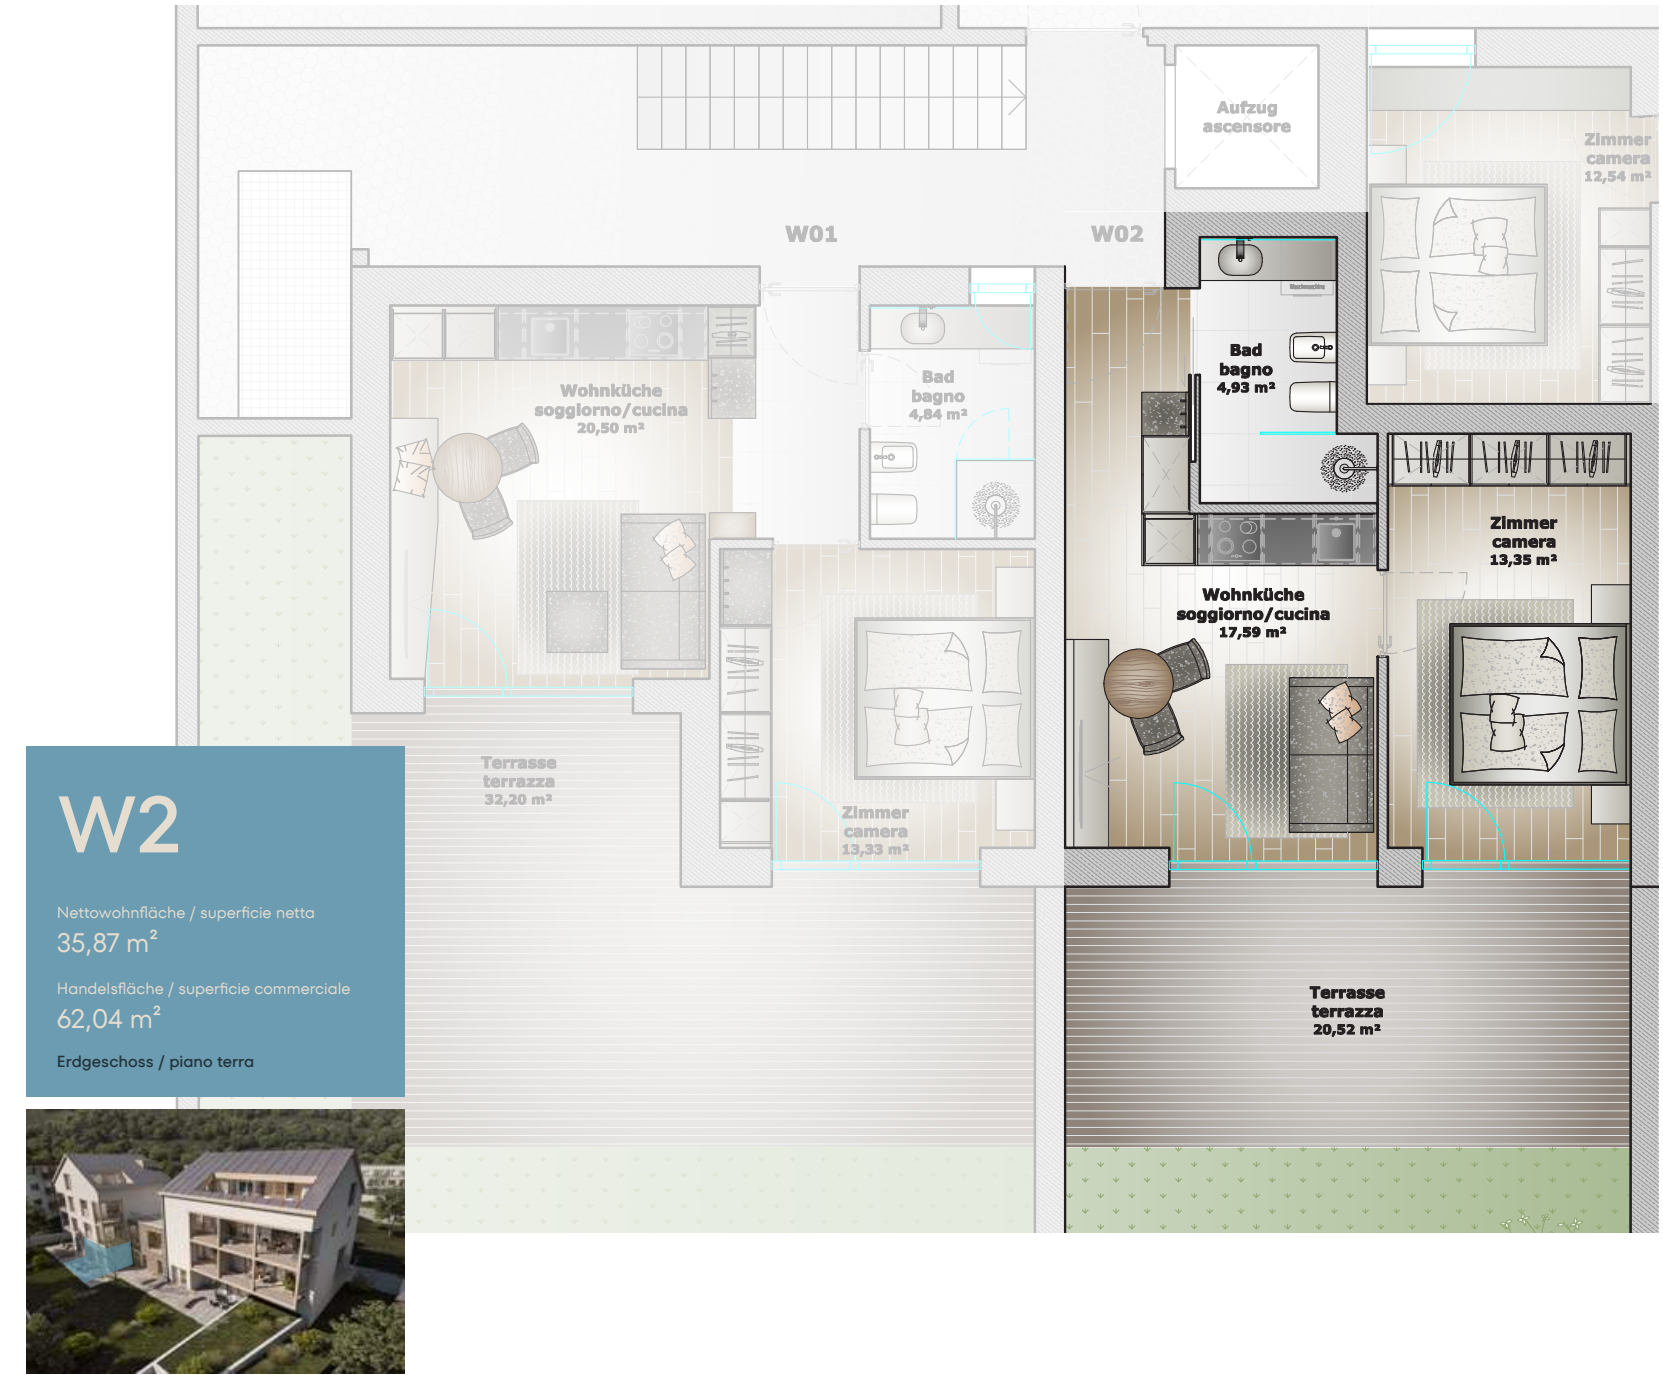 Aufzug
ascensore
Zimmer
camera
12,54 m²
W01
W02
Wohnküche
soggiorno/cucina
20,50 m²
Bad
bagno
4,84 m²
Bad
bagno
4,93 m²
Waschmaschine
Zimmer
camera
13,35 m²
Wohnküche
soggiorno/cucina
17,59 m²
Terrasse
terrazza
32,20 m²
Zimmer
camera
13,33 m²
Terrasse
terrazza
20,52 m²
W2
Nettowohnfläche / superficie netta
35,87 m²
Handelsfläche / superficie commerciale
62,04 m²
Erdgeschoss / piano terra